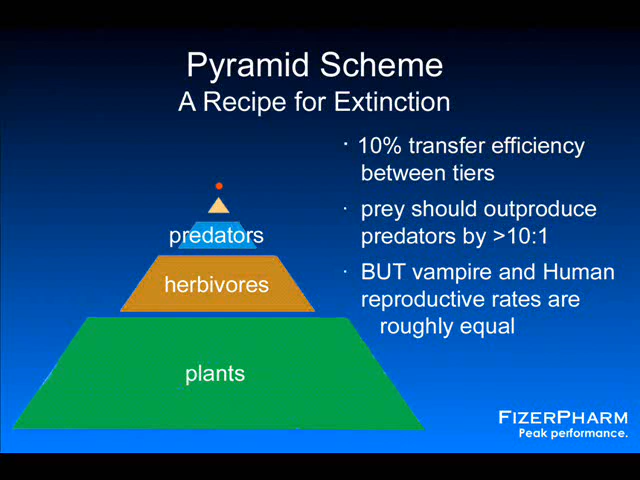 Pyramid Scheme
A Recipe for Extinction
· 10% transfer efficiency
between tiers
· prey should outproduce
predators by >10:1
· BUT vampire and Human
reproductive rates are
roughly equal
predators
herbivores
plants
FIZERPHARM
Peak performance.